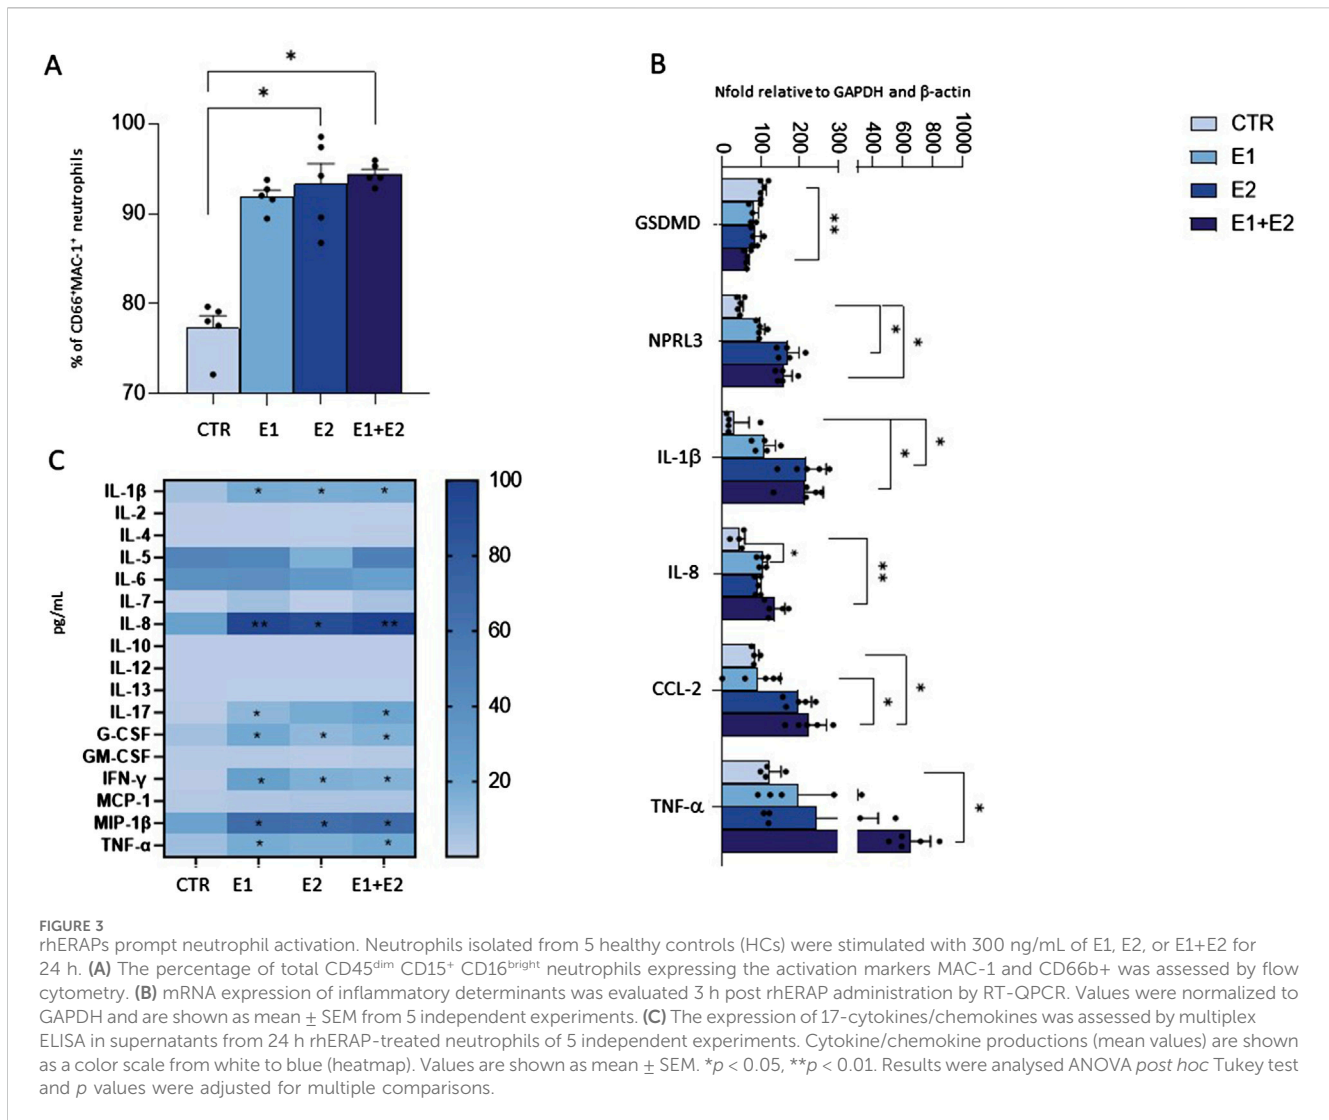 A
*
*
% of CD66⁺MAC-1⁺ neutrophils
100
90
80
70
CTR E1 E2 E1+E2
B
Nfold relative to GAPDH and β-actin
0 100 200 300 400 600 800 1000
GSDMD
**
NPRL3
*
*
IL-1β
*
*
IL-8
*
**
CCL-2
*
*
TNF-α
*
CTR
E1
E2
E1+E2
C
pg/mL
IL-1β * * *
IL-2
IL-4
IL-5
IL-6
IL-7
IL-8 ** * **
IL-10
IL-12
IL-13
IL-17 * *
G-CSF * * *
GM-CSF
IFN-γ * * *
MCP-1
MIP-1β * * *
TNF-α * *
CTR E1 E2 E1+E2
100
80
60
40
20
FIGURE 3
rhERAPs prompt neutrophil activation. Neutrophils isolated from 5 healthy controls (HCs) were stimulated with 300 ng/mL of E1, E2, or E1+E2 for
24 h. (A) The percentage of total CD45ᵈⁱᵐ CD15⁺ CD16ᵇʳⁱᵍʰᵗ neutrophils expressing the activation markers MAC-1 and CD66b+ was assessed by flow
cytometry. (B) mRNA expression of inflammatory determinants was evaluated 3 h post rhERAP administration by RT-QPCR. Values were normalized to
GAPDH and are shown as mean ± SEM from 5 independent experiments. (C) The expression of 17-cytokines/chemokines was assessed by multiplex
ELISA in supernatants from 24 h rhERAP-treated neutrophils of 5 independent experiments. Cytokine/chemokine productions (mean values) are shown
as a color scale from white to blue (heatmap). Values are shown as mean ± SEM. *p < 0.05, **p < 0.01. Results were analysed ANOVA post hoc Tukey test
and p values were adjusted for multiple comparisons.